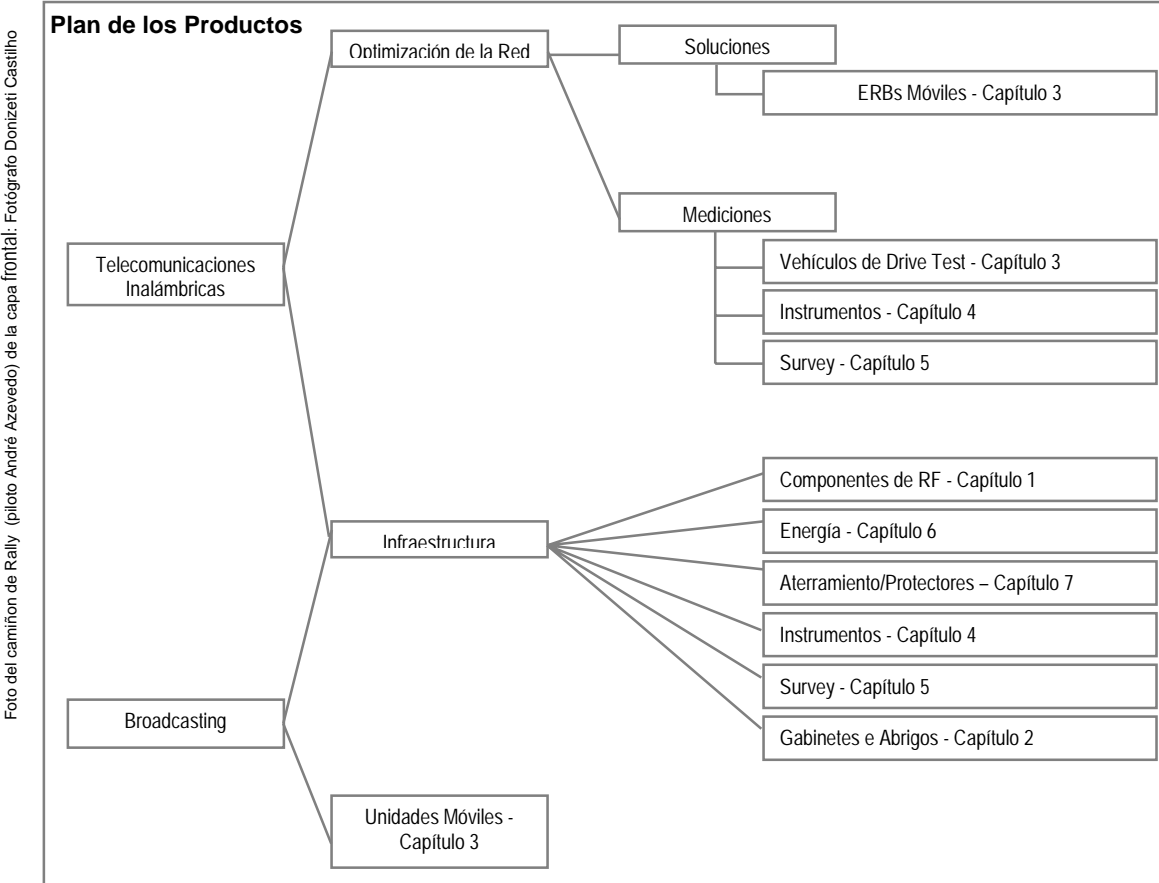 Plan de los Productos
Optimización de la Red
Soluciones
ERBs Móviles - Capítulo 3
Mediciones
Vehículos de Drive Test - Capítulo 3
Instrumentos - Capítulo 4
Survey - Capítulo 5
Telecomunicaciones
Inalámbricas
Componentes de RF - Capítulo 1
Energía - Capítulo 6
Infraestructura
Aterramiento/Protectores – Capítulo 7
Instrumentos - Capítulo 4
Survey - Capítulo 5
Gabinetes e Abrigos - Capítulo 2
Broadcasting
Unidades Móviles -
Capítulo 3
Foto del camiñon de Rally (piloto André Azevedo) de la capa frontal: Fotógrafo Donizeti Castilho